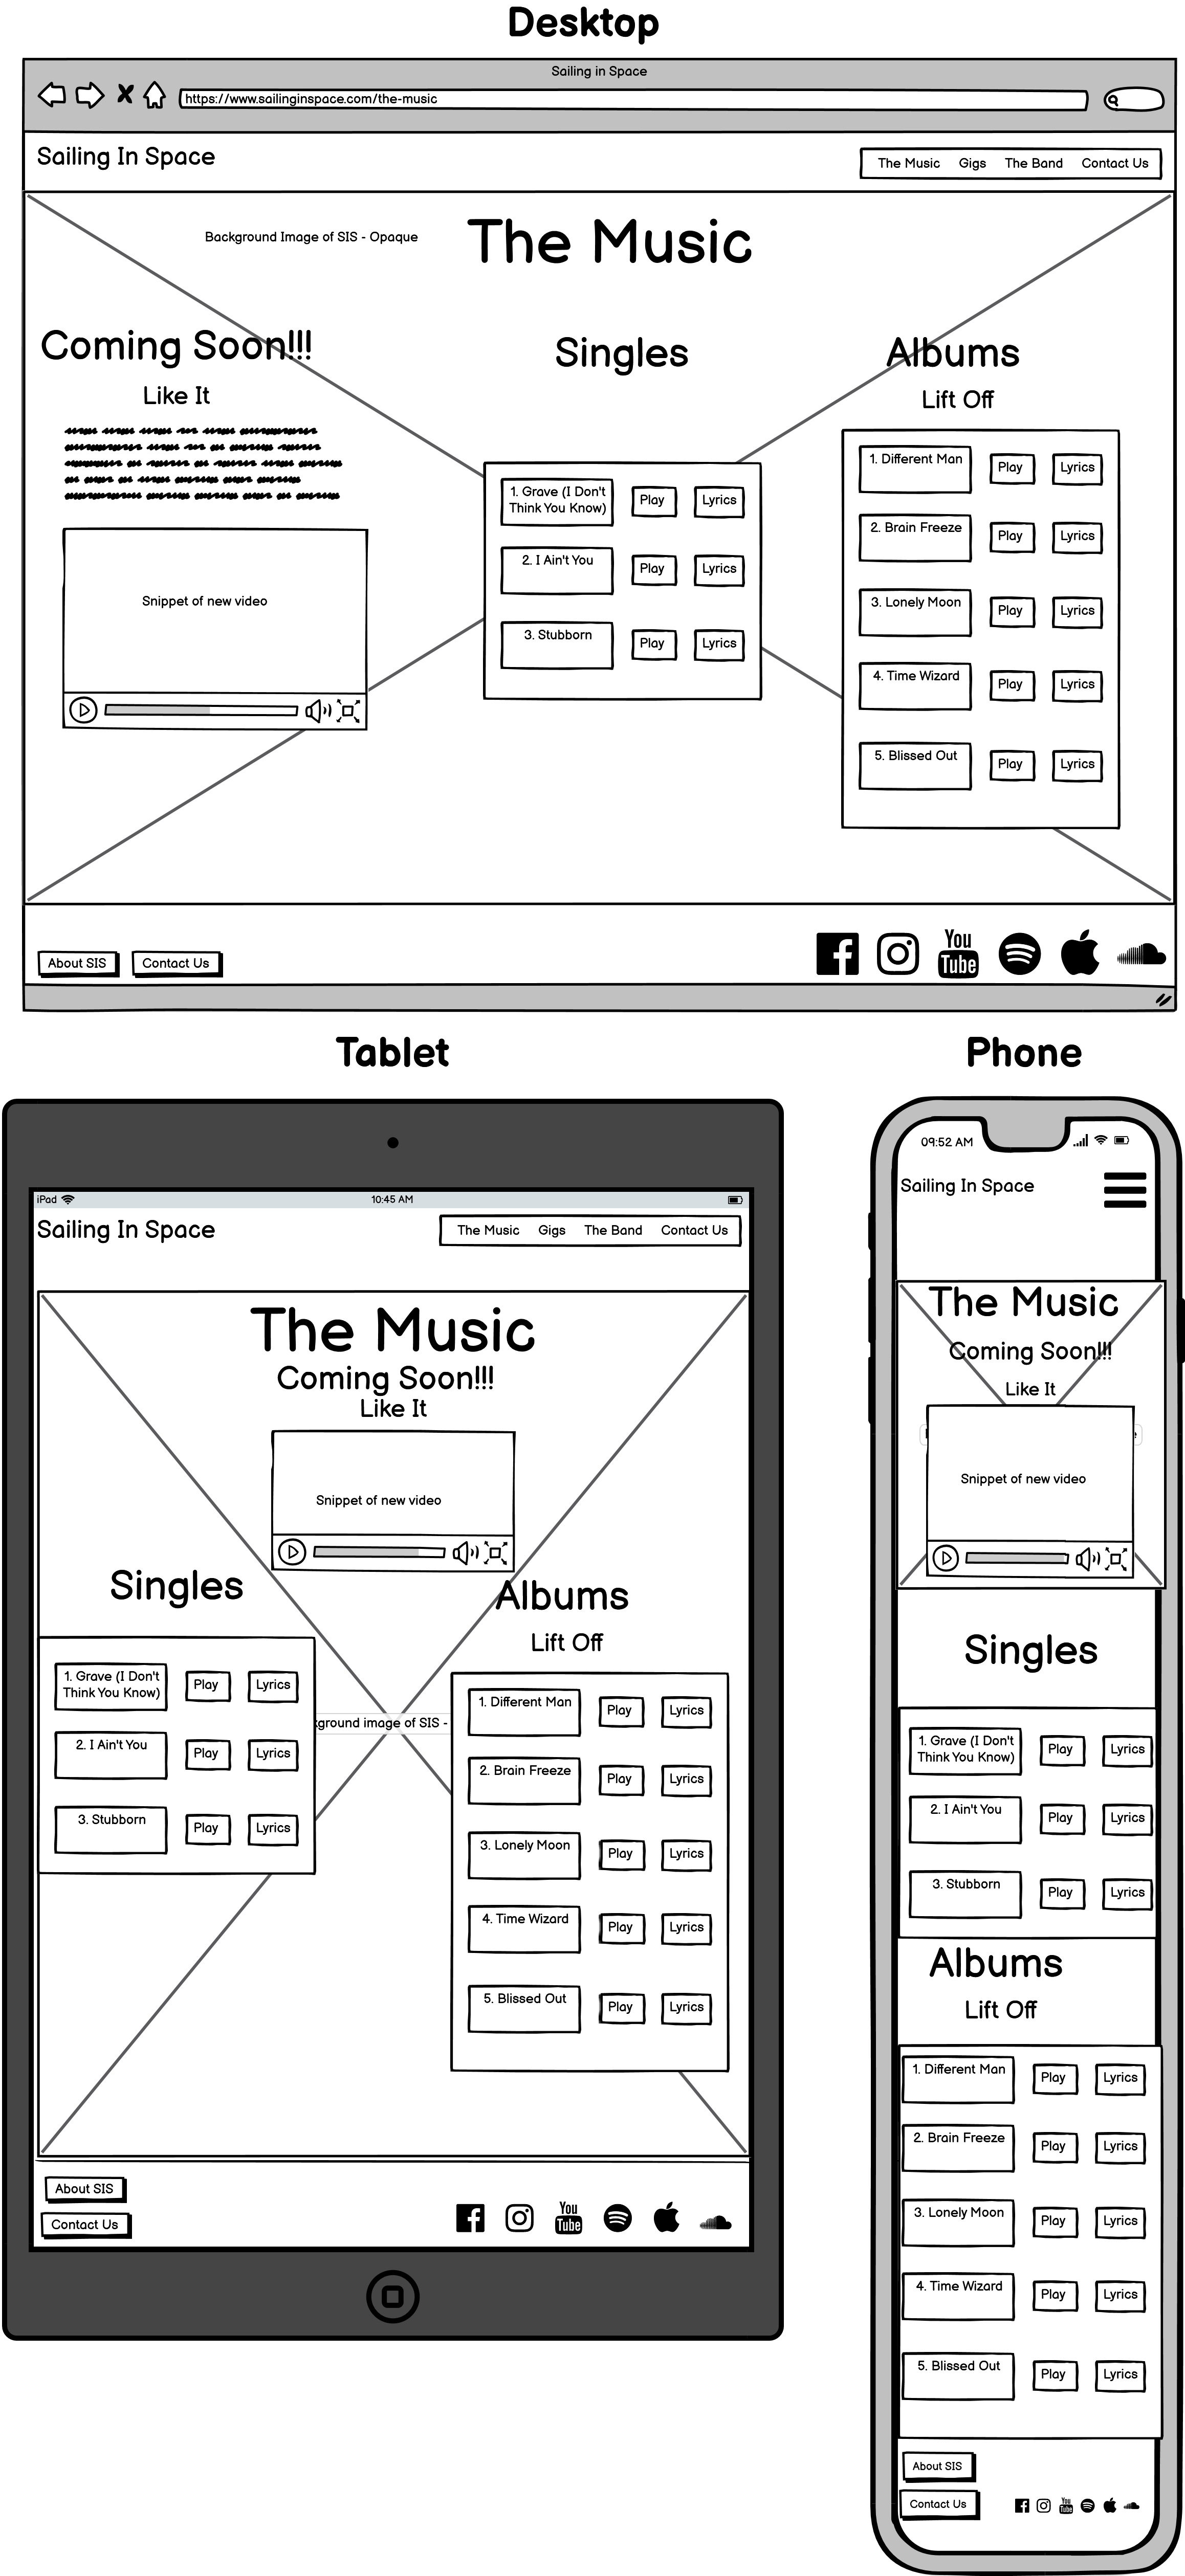 Desktop
Sailing in Space
https://www.sailinginspace.com/the-music
Sailing In Space
The Music Gigs The Band Contact Us
Background Image of SIS - Opaque
The Music
Coming Soon!!!
Like It
Snippet of new video
Singles
1. Grave (I Don't
Think You Know)
Play Lyrics
2. I Ain't You
Play Lyrics
3. Stubborn
Play Lyrics
Albums
Lift Off
1. Different Man
Play Lyrics
2. Brain Freeze
Play Lyrics
3. Lonely Moon
Play Lyrics
4. Time Wizard
Play Lyrics
5. Blissed Out
Play Lyrics
About SIS Contact Us
You
Tube
Tablet
iPad
10:45 AM
Sailing In Space
The Music Gigs The Band Contact Us
The Music
Coming Soon!!!
Like It
Snippet of new video
Singles
1. Grave (I Don't
Think You Know)
Play Lyrics
2. I Ain't You
Play Lyrics
3. Stubborn
Play Lyrics
kground image of SIS -
Albums
Lift Off
1. Different Man
Play Lyrics
2. Brain Freeze
Play Lyrics
3. Lonely Moon
Play Lyrics
4. Time Wizard
Play Lyrics
5. Blissed Out
Play Lyrics
About SIS
Contact Us
You
Tube
Phone
09:52 AM
Sailing In Space
The Music
Coming Soon!!!
Like It
Snippet of new video
Singles
1. Grave (I Don't
Think You Know)
Play Lyrics
2. I Ain't You
Play Lyrics
3. Stubborn
Play Lyrics
Albums
Lift Off
1. Different Man
Play Lyrics
2. Brain Freeze
Play Lyrics
3. Lonely Moon
Play Lyrics
4. Time Wizard
Play Lyrics
5. Blissed Out
Play Lyrics
About SIS
Contact Us
You
Tube